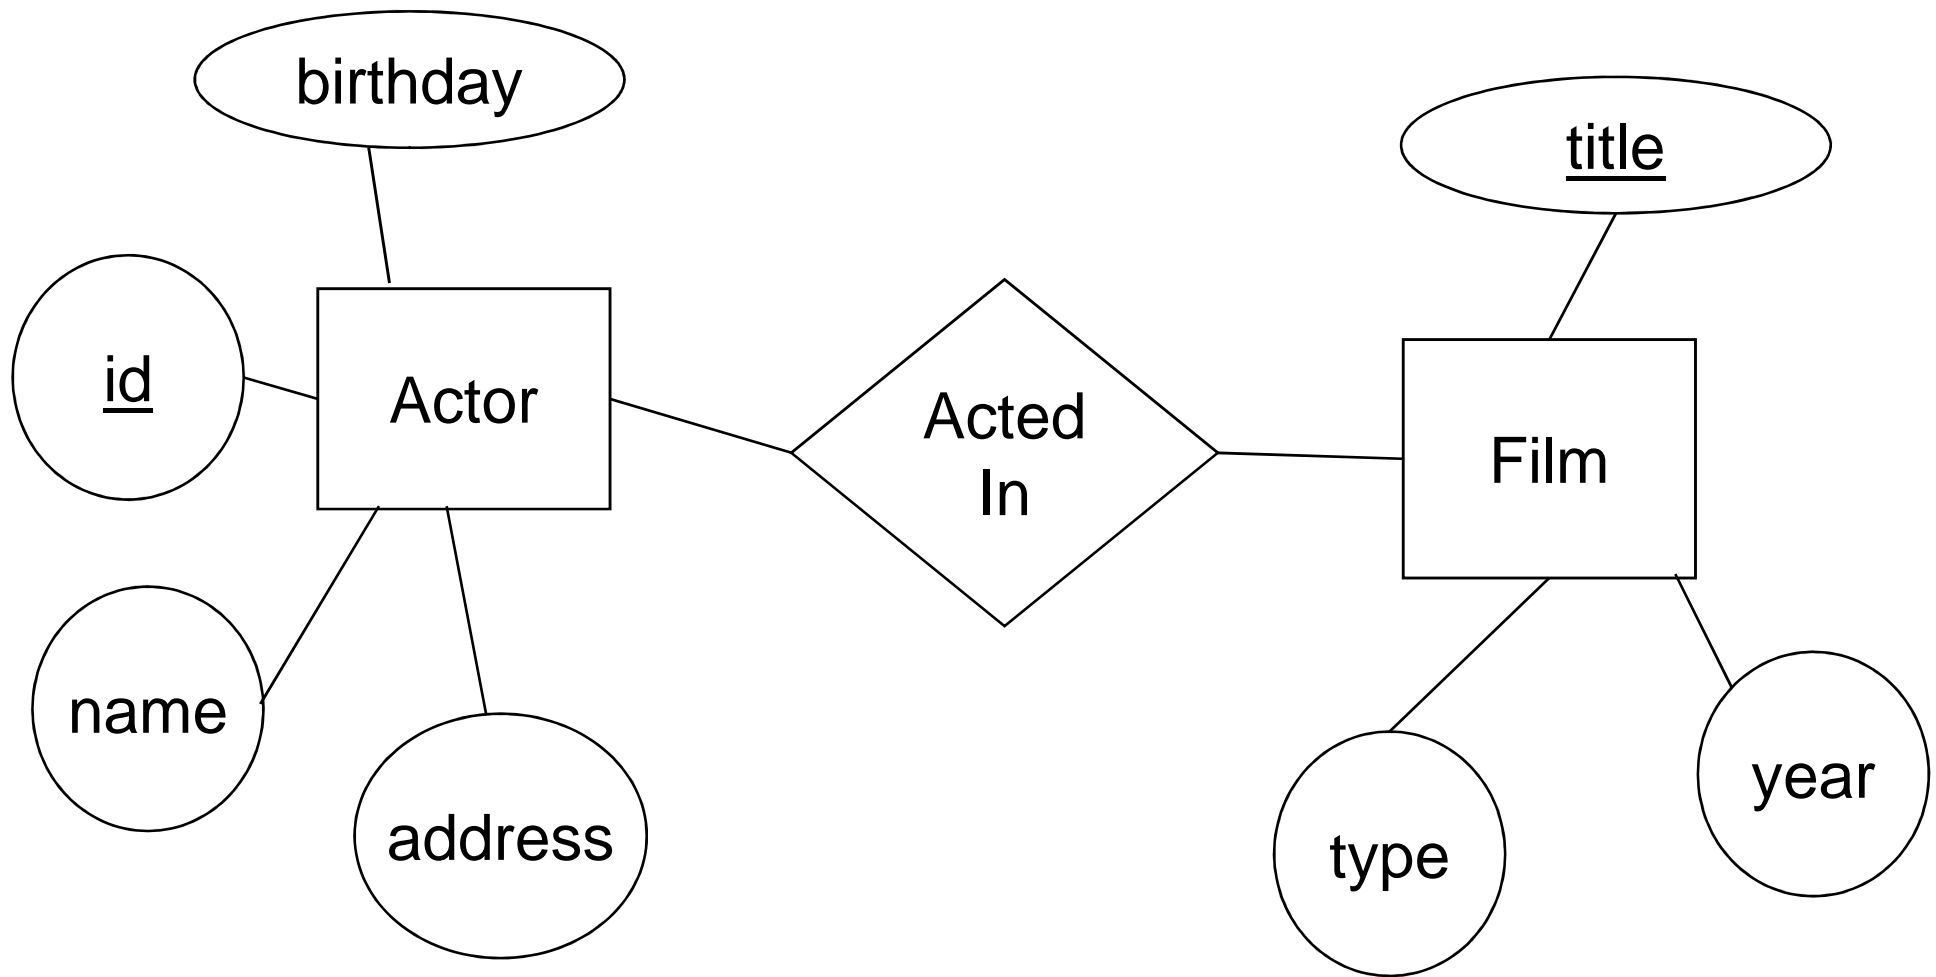 birthday
title
id
Actor
Acted
In
Film
name
address
type
year